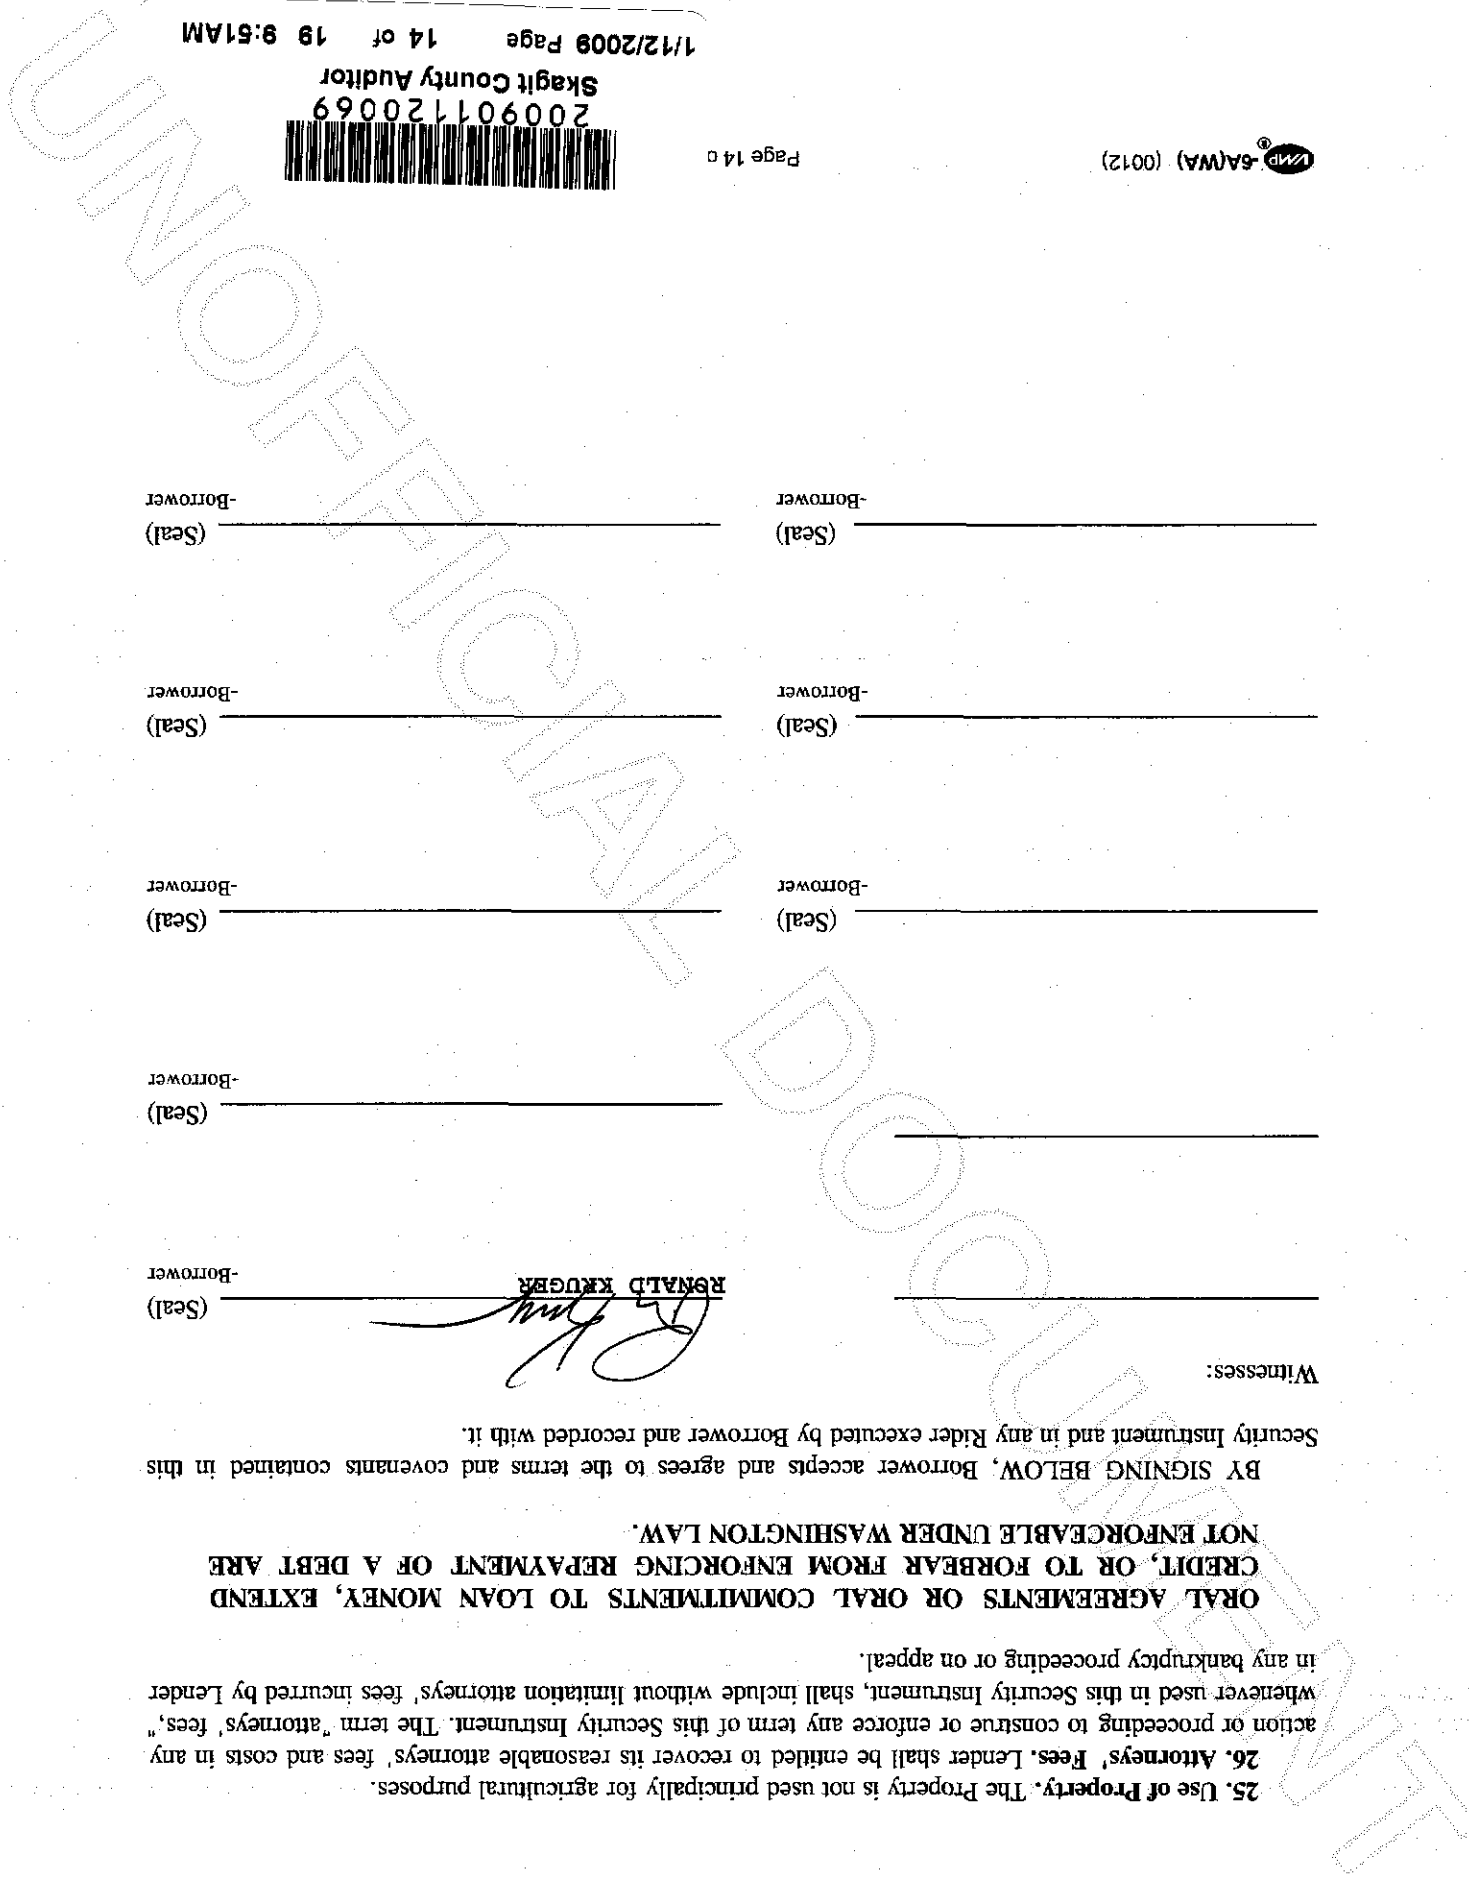 25. Use of Property. The Property is not used principally for agricultural purposes.
26. Attorneys' Fees. Lender shall be entitled to recover its reasonable attorneys' fees and costs in any
action or proceeding to construe or enforce any term of this Security Instrument. The term "attorneys' fees,"
whenever used in this Security Instrument, shall include without limitation attorneys' fees incurred by Lender
in any bankruptcy proceeding or on appeal.
ORAL AGREEMENTS OR ORAL COMMITMENTS TO LOAN MONEY, EXTEND
CREDIT, OR TO FORBEAR FROM ENFORCING REPAYMENT OF A DEBT ARE
NOT ENFORCEABLE UNDER WASHINGTON LAW.
BY SIGNING BELOW, Borrower accepts and agrees to the terms and covenants contained in this
Security Instrument and in any Rider executed by Borrower and recorded with it.
Witnesses:
(Seal)
RONALD KRUGER -Borrower
(Seal)
-Borrower
(Seal) (Seal)
-Borrower -Borrower
(Seal) (Seal)
-Borrower -Borrower
(Seal) (Seal)
-Borrower -Borrower
VMP-6A(WA) (0012) Page 14 o
200901120069
Skagit County Auditor
1/12/2009 Page 14 of 19 9:51AM
UNOFFICIAL DOCUMENT